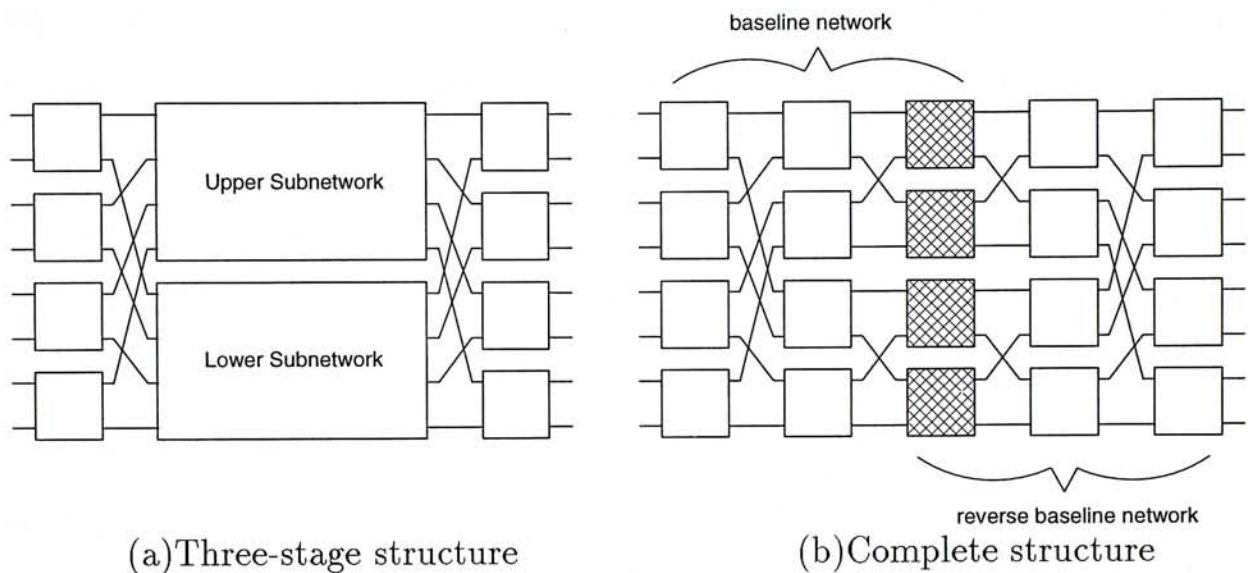 baseline network
Upper Subnetwork
Lower Subnetwork
reverse baseline network
(a)Three-stage structure
(b)Complete structure